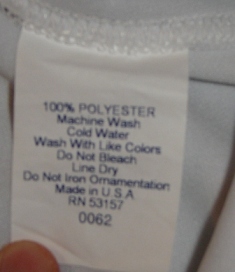 100% POLYESTER
Machine Wash
Cold Water
Wash With Like Colors
Do Not Bleach
Line Dry
Do Not Iron Ornamentation
Made in U.S.A
RN 53157
0062